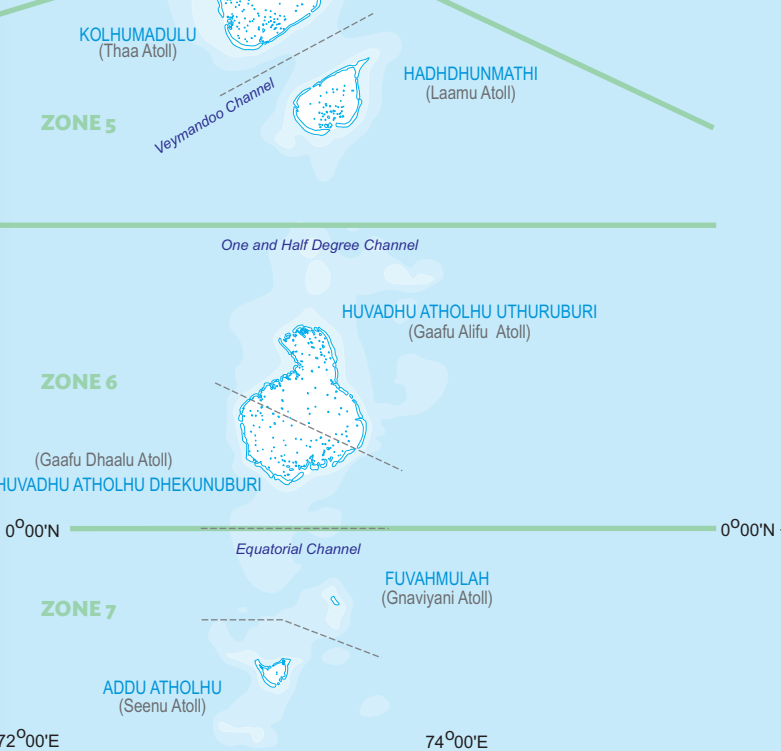 KOLHUMADULU
(Thaa Atoll)
HADHDHUNMATHI
(Laamu Atoll)
Veymandoo Channel
ZONE 5
One and Half Degree Channel
HUVADHU ATHOLHU UTHURUBURI
(Gaafu Alifu Atoll)
ZONE 6
(Gaafu Dhaalu Atoll)
HUVADHU ATHOLHU DHEKUNUBURI
0°00'N
0°00'N
Equatorial Channel
FUVAHMULAH
(Gnaviyani Atoll)
ZONE 7
ADDU ATHOLHU
(Seenu Atoll)
72°00'E
74°00'E